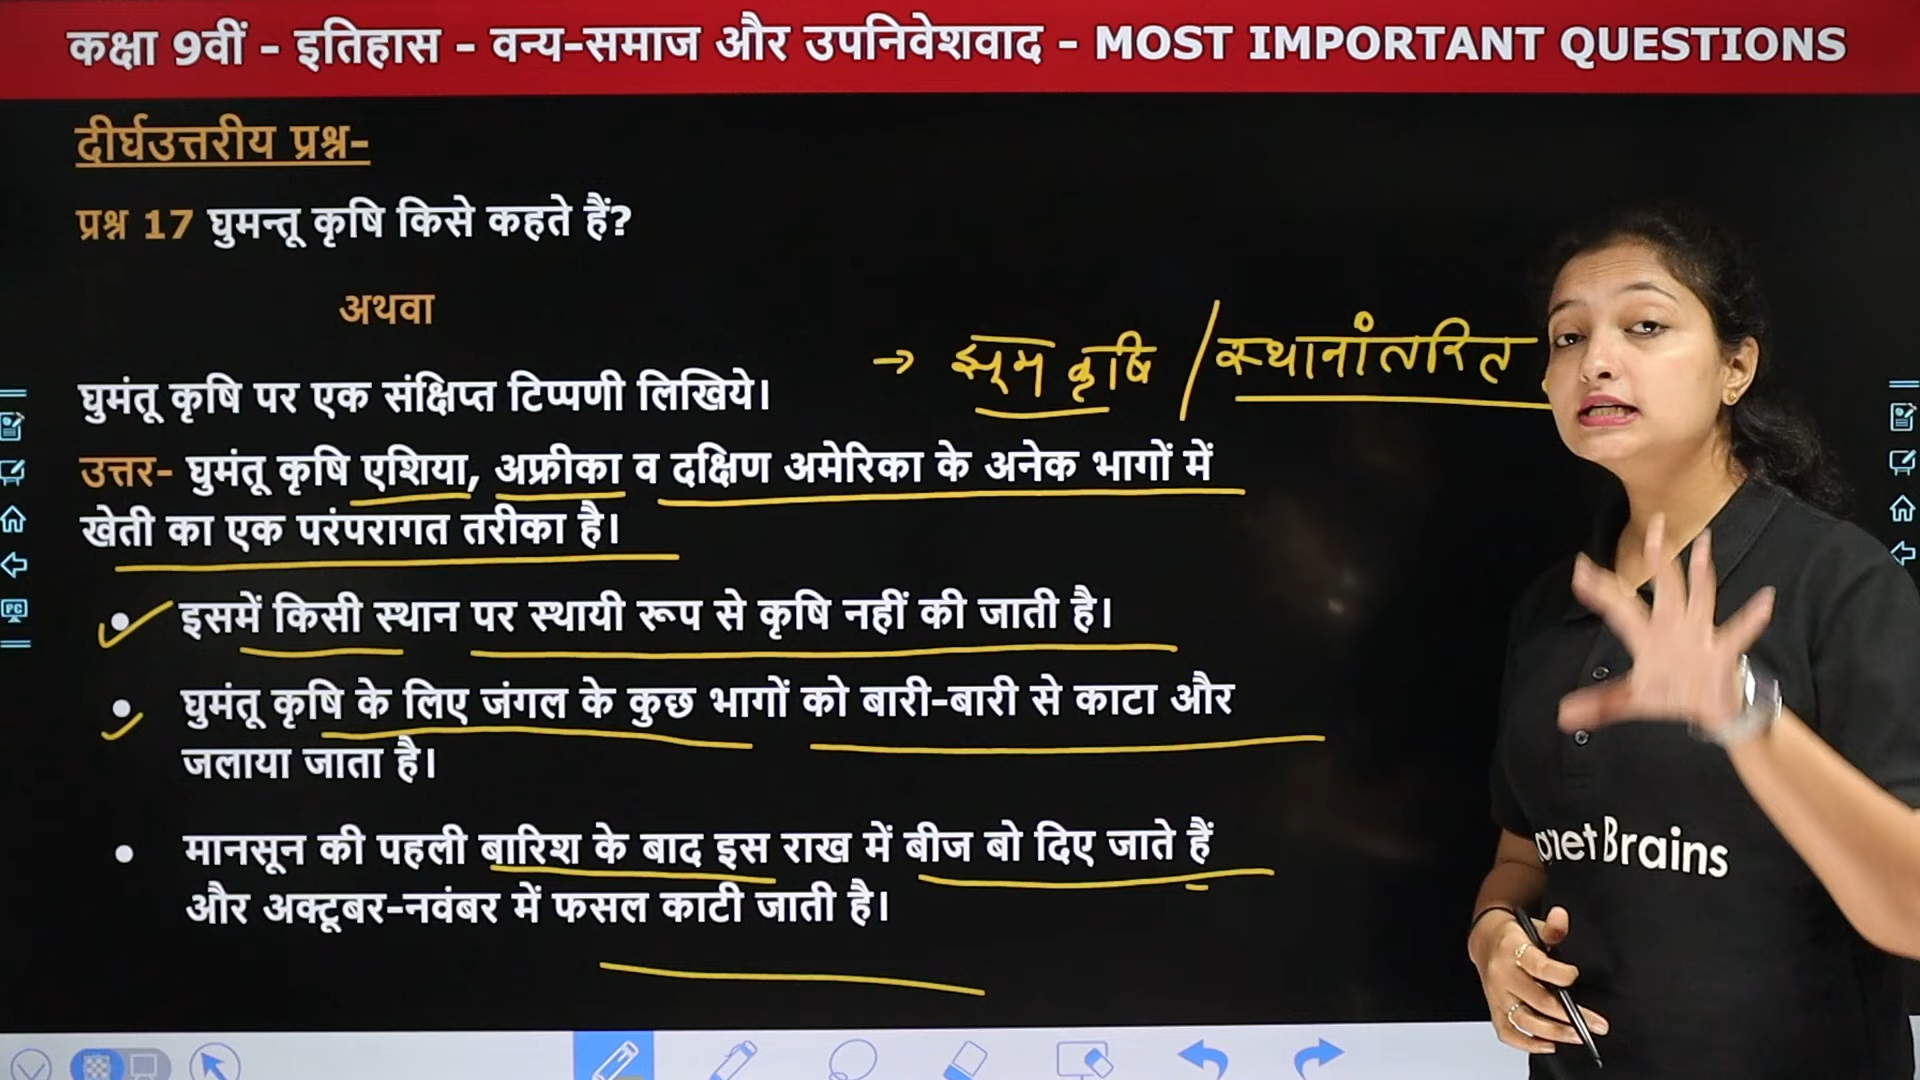 कक्षा 9वीं - इतिहास - वन्य-समाज और उपनिवेशवाद - MOST IMPORTANT QUESTIONS
दीर्घउत्तरीय प्रश्न-
प्रश्न 17 घुमन्तू कृषि किसे कहते हैं?
अथवा
→ झूम कृषि / स्थानांतरित
घुमंतू कृषि पर एक संक्षिप्त टिप्पणी लिखिये।
उत्तर- घुमंतू कृषि एशिया, अफ्रीका व दक्षिण अमेरिका के अनेक भागों में
खेती का एक परंपरागत तरीका है।
• इसमें किसी स्थान पर स्थायी रूप से कृषि नहीं की जाती है।
• घुमंतू कृषि के लिए जंगल के कुछ भागों को बारी-बारी से काटा और
जलाया जाता है।
• मानसून की पहली बारिश के बाद इस राख में बीज बो दिए जाते हैं
और अक्टूबर-नवंबर में फसल काटी जाती है।
netBrains
PC